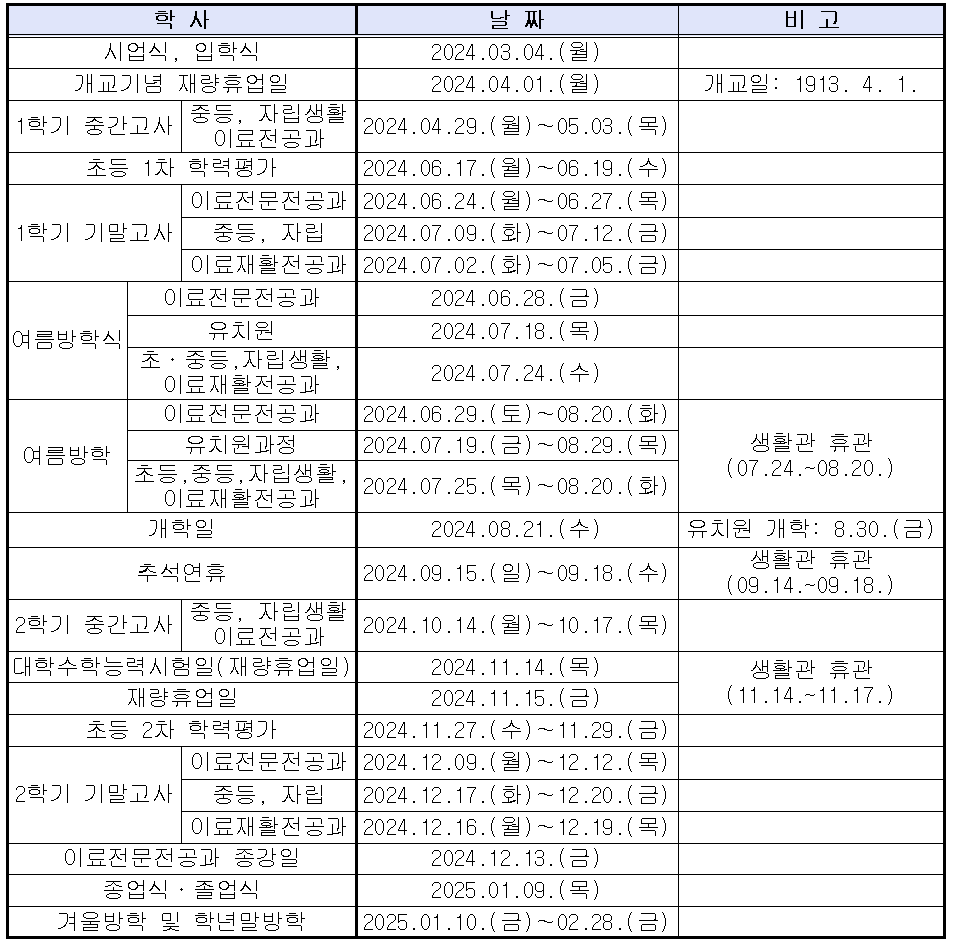 학 사 날 짜 비 고
시업식, 입학식 2024.03.04.(월)
개교기념 재량휴업일 2024.04.01.(월) 개교일: 1913. 4. 1.
1학기 중간고사 중등, 자립생활
이료전공과 2024.04.29.(월)~05.03.(목)
초등 1차 학력평가 2024.06.17.(월)~06.19.(수)
1학기 기말고사 이료전문전공과 2024.06.24.(월)~06.27.(목)
중등, 자립 2024.07.09.(화)~07.12.(금)
이료재활전공과 2024.07.02.(화)~07.05.(금)
여름방학식 이료전문전공과 2024.06.28.(금)
유치원 2024.07.18.(목)
초·중등,자립생활,
이료재활전공과 2024.07.24.(수)
여름방학 이료전문전공과 2024.06.29.(토)~08.20.(화)
유치원과정 2024.07.19.(금)~08.29.(목)
초등,중등,자립생활,
이료재활전공과 2024.07.25.(목)~08.20.(화)
생활관 휴관
(07.24.~08.20.)
개학일 2024.08.21.(수) 유치원 개학: 8.30.(금)
추석연휴 2024.09.15.(일)~09.18.(수) 생활관 휴관
(09.14.~09.18.)
2학기 중간고사 중등, 자립생활
이료전공과 2024.10.14.(월)~10.17.(목)
대학수학능력시험일(재량휴업일) 2024.11.14.(목)
재량휴업일 2024.11.15.(금)
생활관 휴관
(11.14.~11.17.)
초등 2차 학력평가 2024.11.27.(수)~11.29.(금)
2학기 기말고사 이료전문전공과 2024.12.09.(월)~12.12.(목)
중등, 자립 2024.12.17.(화)~12.20.(금)
이료재활전공과 2024.12.16.(월)~12.19.(목)
이료전문전공과 종강일 2024.12.13.(금)
종업식·졸업식 2025.01.09.(목)
겨울방학 및 학년말방학 2025.01.10.(금)~02.28.(금)